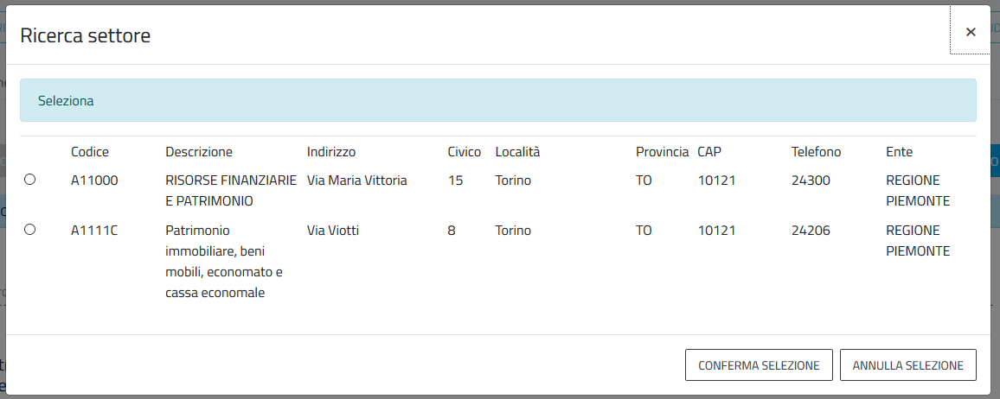 Ricerca settore
×
Seleziona
Codice Descrizione Indirizzo Civico Località Provincia CAP Telefono Ente
A11000 RISORSE FINANZIARIE E PATRIMONIO Via Maria Vittoria 15 Torino TO 10121 24300 REGIONE PIEMONTE
A1111C Patrimonio immobiliare, beni mobili, economato e cassa economale Via Viotti 8 Torino TO 10121 24206 REGIONE PIEMONTE
CONFERMA SELEZIONE ANNULLA SELEZIONE